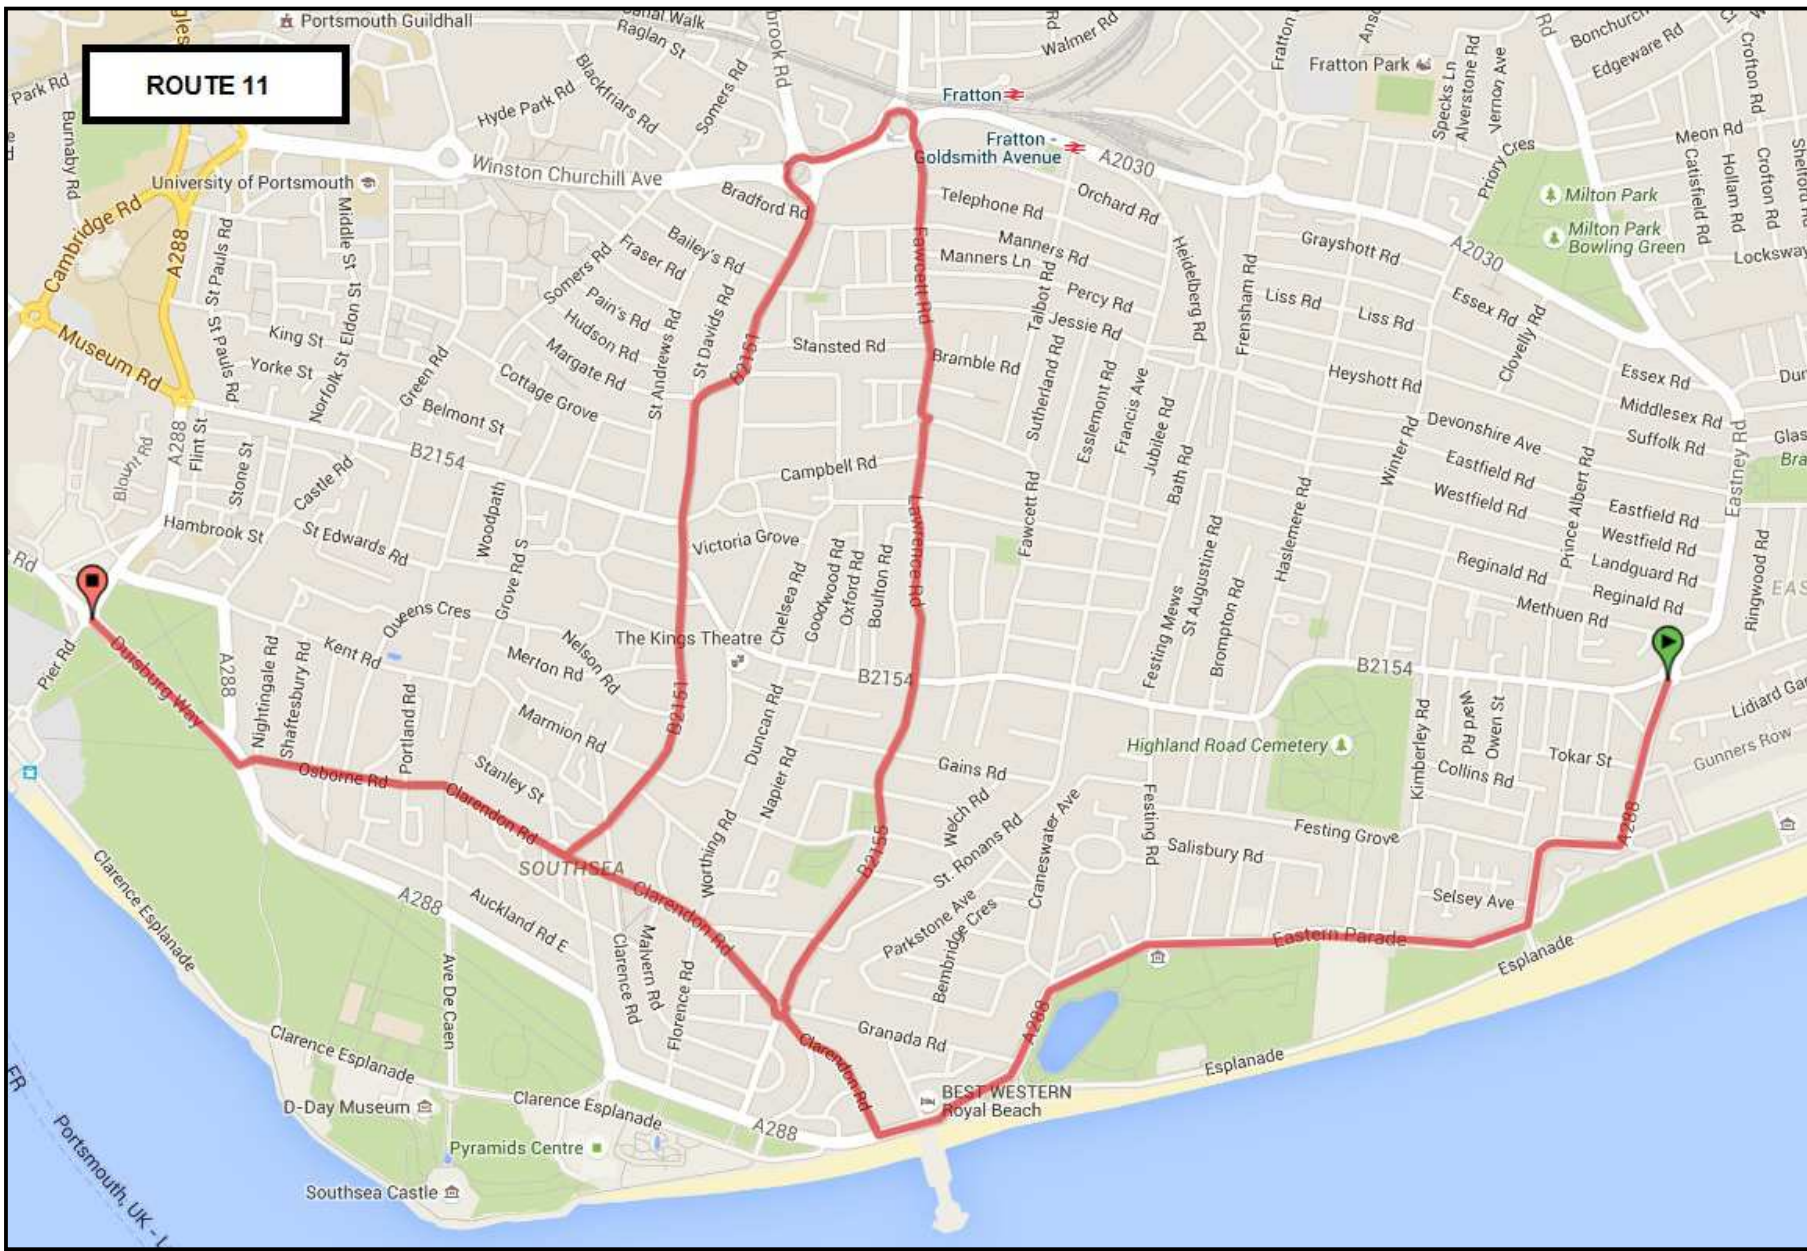 ROUTE 11
Portsmouth Guildhall
Canal Walk
Raglan St
Walmer Rd
Fratton Park
Bonchurch
Edgeware Rd
Crofton Rd
Park Rd
Burnaby Rd
Hyde Park Rd
Blackfriars Rd
Somers Rd
Fratton
Fratton -
Goldsmith Avenue
A2030
Specks Ln
Alverstone Rd
Vernon Ave
Priory Cres
Meon Rd
Catisfield Rd
Hollam Rd
Crofton Rd
Shelford Rd
Winston Churchill Ave
University of Portsmouth
Cambridge Rd
A288
St Pauls Rd
Middle St
Bradford Rd
Telephone Rd
Orchard Rd
Milton Park
Milton Park
Bowling Green
Locksway
Bailey's Rd
Fraser Rd
Somers Rd
Pain's Rd
Hudson Rd
Margate Rd
Cottage Grove
St Andrews Rd
St Davids Rd
B2151
Fawcett Rd
Manners Rd
Manners Ln
Talbot Rd
Percy Rd
Jessie Rd
Heidelberg Rd
Frensham Rd
Grayshott Rd
A2030
Liss Rd
Liss Rd
Essex Rd
Clovelly Rd
Museum Rd
St Pauls Rd
King St
Yorke St
Norfolk St
Eldon St
Green Rd
Belmont St
Stansted Rd
Bramble Rd
Sutherland Rd
Esslemont Rd
Francis Ave
Jubilee Rd
Bath Rd
Heyshott Rd
Essex Rd
Middlesex Rd
Suffolk Rd
Devonshire Ave
Eastfield Rd
Westfield Rd
Winter Rd
Prince Albert Rd
Eastney Rd
A288
Flint St
Blount Rd
Stone St
Castle Rd
B2154
Campbell Rd
Lawrence Rd
Fawcett Rd
Haslemere Rd
Eastfield Rd
Westfield Rd
Landguard Rd
Reginald Rd
Reginald Rd
Methuen Rd
Ringwood Rd
Hambrook St
St Edwards Rd
Woodpath
Grove Rd S
Victoria Grove
Chelsea Rd
Goodwood Rd
Oxford Rd
Boulton Rd
Festing Mews
St Augustine Rd
Brompton Rd
Queens Cres
The Kings Theatre
Nelson Rd
Merton Rd
Kent Rd
Pier Rd
Duisburg Way
A288
Nightingale Rd
Shaftesbury Rd
Portland Rd
Osborne Rd
Marmion Rd
Stanley St
Clarendon Rd
B2151
B2154
B2154
Duncan Rd
Napier Rd
Worthing Rd
Gains Rd
Welch Rd
St. Ronans Rd
Craneswater Ave
Highland Road Cemetery
Kimberley Rd
Ward Rd
Owen St
Collins Rd
Tokar St
Lidiard Gar
Gunners Row
A288
Festing Rd
Festing Grove
Salisbury Rd
Selsey Ave
SOUTHSEA
Clarendon Rd
B2155
Parkstone Ave
Bembridge Cres
Eastern Parade
Esplanade
Clarence Esplanade
A288
Auckland Rd E
Clarence Rd
Malvern Rd
Florence Rd
Ave De Caen
Clarendon Rd
Granada Rd
A288
Esplanade
Clarence Esplanade
Clarence Esplanade
D-Day Museum
BEST WESTERN
Royal Beach
A288
Pyramids Centre
Southsea Castle
Portsmouth, UK -